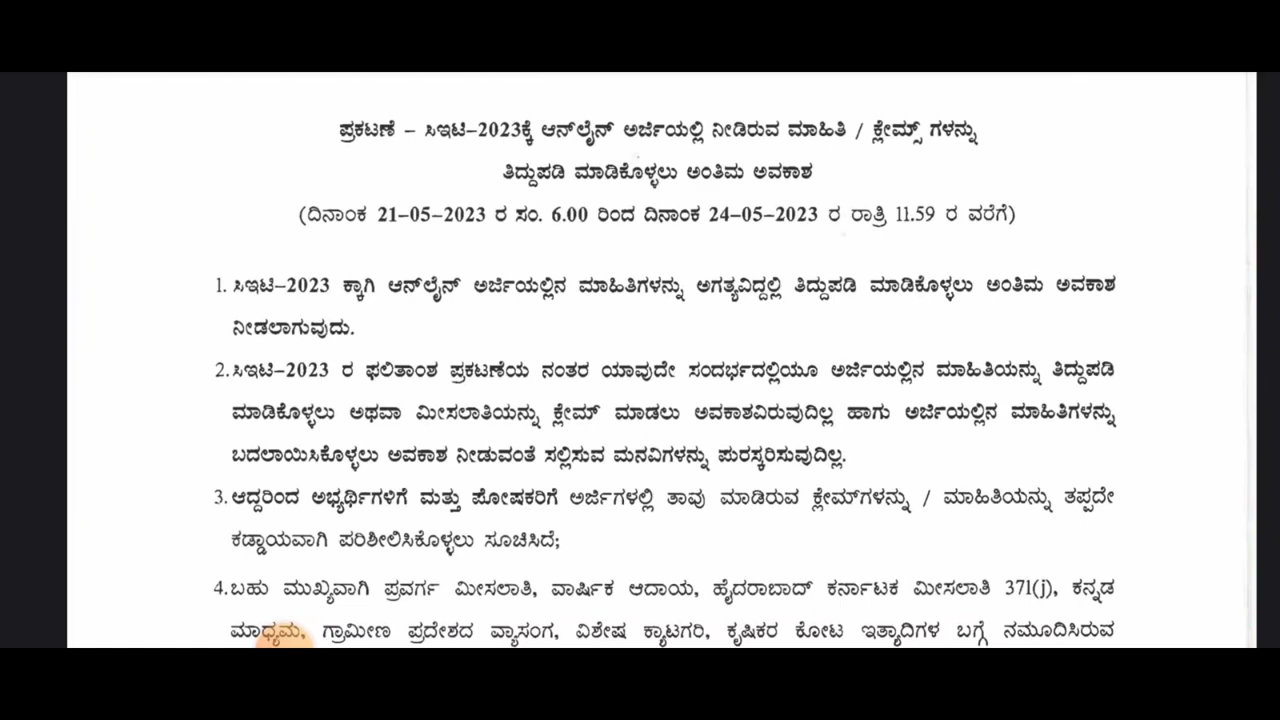 ಪ್ರಕಟಣೆ – ಸಿಇಟಿ–2023ಕ್ಕೆ ಆನ್‌ಲೈನ್ ಅರ್ಜಿಯಲ್ಲಿ ನೀಡಿರುವ ಮಾಹಿತಿ / ಕ್ಲೇಮ್ಸ್ ಗಳನ್ನು
ತಿದ್ದುಪಡಿ ಮಾಡಿಕೊಳ್ಳಲು ಅಂತಿಮ ಅವಕಾಶ
(ದಿನಾಂಕ 21–05–2023 ರ ಸಂ. 6.00 ರಿಂದ ದಿನಾಂಕ 24–05–2023 ರ ರಾತ್ರಿ 11.59 ರ ವರೆಗೆ)
1. ಸಿಇಟಿ–2023 ಕ್ಕಾಗಿ ಆನ್‌ಲೈನ್ ಅರ್ಜಿಯಲ್ಲಿನ ಮಾಹಿತಿಗಳನ್ನು ಅಗತ್ಯವಿದ್ದಲ್ಲಿ ತಿದ್ದುಪಡಿ ಮಾಡಿಕೊಳ್ಳಲು ಅಂತಿಮ ಅವಕಾಶ
ನೀಡಲಾಗುವುದು.
2. ಸಿಇಟಿ–2023 ರ ಫಲಿತಾಂಶ ಪ್ರಕಟಣೆಯ ನಂತರ ಯಾವುದೇ ಸಂದರ್ಭದಲ್ಲಿಯೂ ಅರ್ಜಿಯಲ್ಲಿನ ಮಾಹಿತಿಯನ್ನು ತಿದ್ದುಪಡಿ
ಮಾಡಿಕೊಳ್ಳಲು ಅಥವಾ ಮೀಸಲಾತಿಯನ್ನು ಕ್ಲೇಮ್ ಮಾಡಲು ಅವಕಾಶವಿರುವುದಿಲ್ಲ ಹಾಗು ಅರ್ಜಿಯಲ್ಲಿನ ಮಾಹಿತಿಗಳನ್ನು
ಬದಲಾಯಿಸಿಕೊಳ್ಳಲು ಅವಕಾಶ ನೀಡುವಂತೆ ಸಲ್ಲಿಸುವ ಮನವಿಗಳನ್ನು ಪುರಸ್ಕರಿಸುವುದಿಲ್ಲ.
3. ಆದ್ದರಿಂದ ಅಭ್ಯರ್ಥಿಗಳಿಗೆ ಮತ್ತು ಪೋಷಕರಿಗೆ ಅರ್ಜಿಗಳಲ್ಲಿ ತಾವು ಮಾಡಿರುವ ಕ್ಲೇಮ್‌ಗಳನ್ನು / ಮಾಹಿತಿಯನ್ನು ತಪ್ಪದೇ
ಕಡ್ಡಾಯವಾಗಿ ಪರಿಶೀಲಿಸಿಕೊಳ್ಳಲು ಸೂಚಿಸಿದೆ;
4. ಬಹು ಮುಖ್ಯವಾಗಿ ಪ್ರವರ್ಗ ಮೀಸಲಾತಿ, ವಾರ್ಷಿಕ ಆದಾಯ, ಹೈದರಾಬಾದ್ ಕರ್ನಾಟಕ ಮೀಸಲಾತಿ 371(j), ಕನ್ನಡ
ಮಾಧ್ಯಮ, ಗ್ರಾಮೀಣ ಪ್ರದೇಶದ ವ್ಯಾಸಂಗ, ವಿಶೇಷ ಕ್ಯಾಟಗರಿ, ಕೃಷಿಕರ ಕೋಟ ಇತ್ಯಾದಿಗಳ ಬಗ್ಗೆ ನಮೂದಿಸಿರುವ